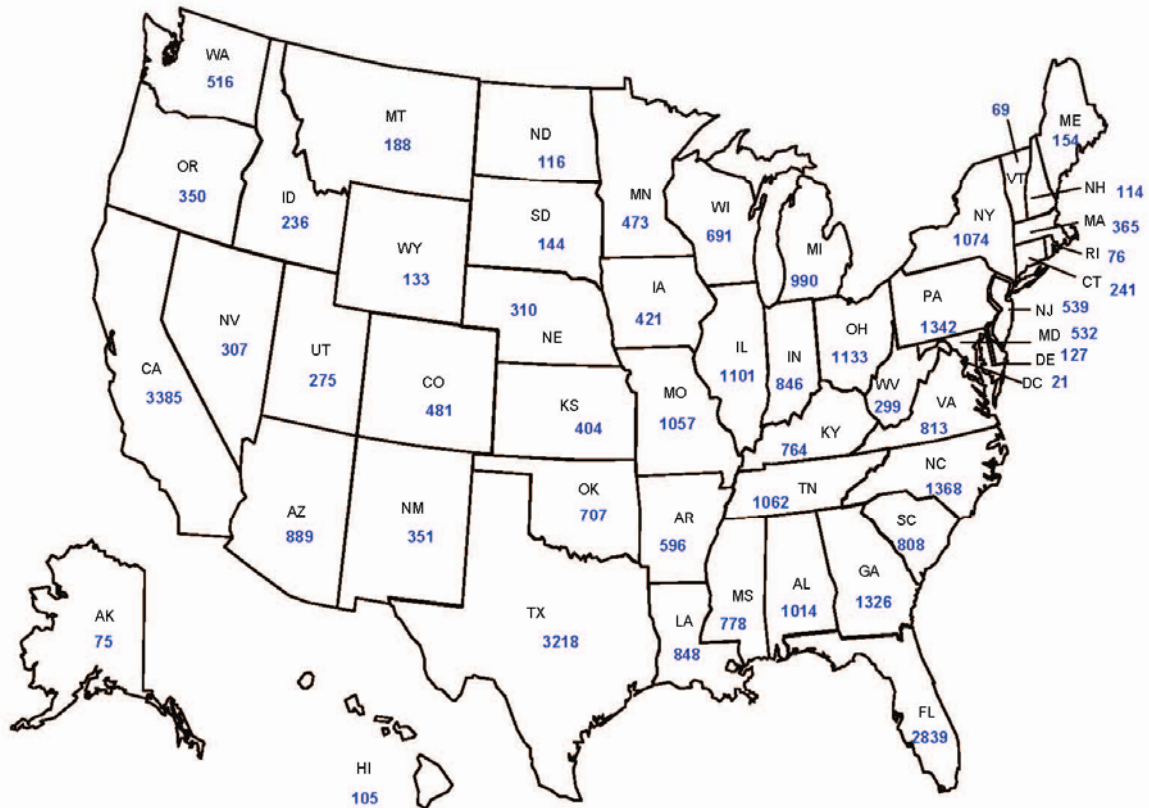 WA
516
MT
188
ND
116
OR
350
ID
236
WY
133
SD
144
MN
473
WI
691
MI
990
NY
1074
VT
69
ME
154
NH 114
MA 365
RI 76
CT 241
NJ 539
MD 532
DE 127
DC 21
PA
1342
NV
307
UT
275
CA
3385
CO
481
310
NE
IA
421
KS
404
MO
1057
IL
1101
IN
846
OH
1133
WV
299
VA
813
KY
764
NC
1368
TN
1062
AZ
889
NM
351
OK
707
AR
596
SC
808
GA
1326
AL
1014
MS
778
LA
848
TX
3218
AK
75
FL
2839
HI
105